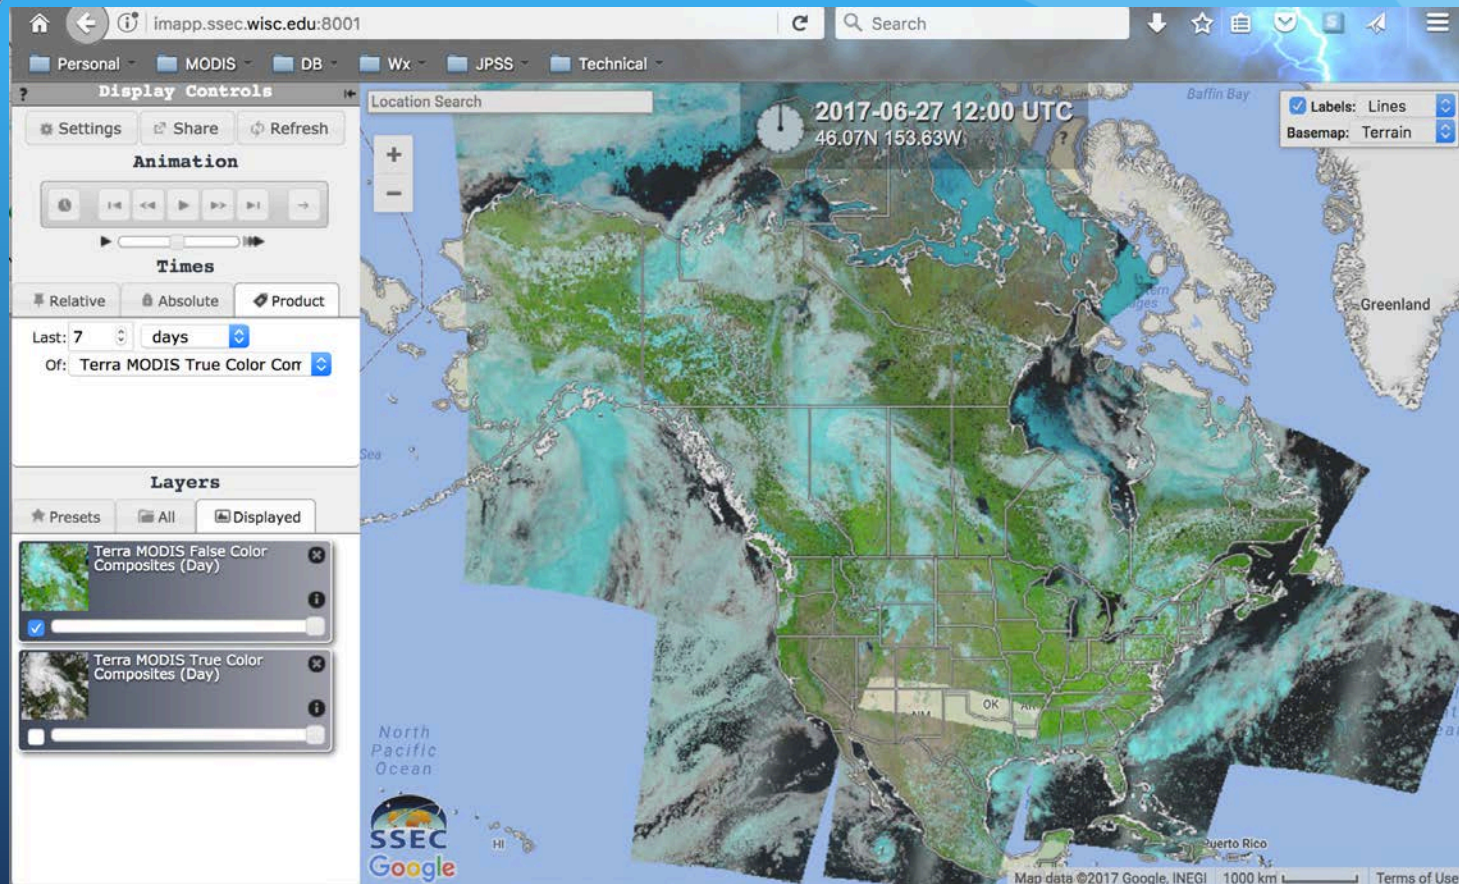 imapp.ssec.wisc.edu:8001
Search
S
Personal
MODIS
DB
Wx
JPSS
Technical
? Display Controls
Settings
Share
Refresh
Animation
Times
Relative
Absolute
Product
Last: 7 days
Of: Terra MODIS True Color Com
Layers
Presets
All
Displayed
Terra MODIS False Color
Composites (Day)
Terra MODIS True Color
Composites (Day)
Location Search
+
−
2017-06-27 12:00 UTC
46.07N 153.63W
?
Baffin Bay
Labels: Lines
Basemap: Terrain
Greenland
Sea
NM
OK
AR
North
Pacific
Ocean
HI
Puerto Rico
SSEC
Google
Map data ©2017 Google, INEGI
1000 km
Terms of Use